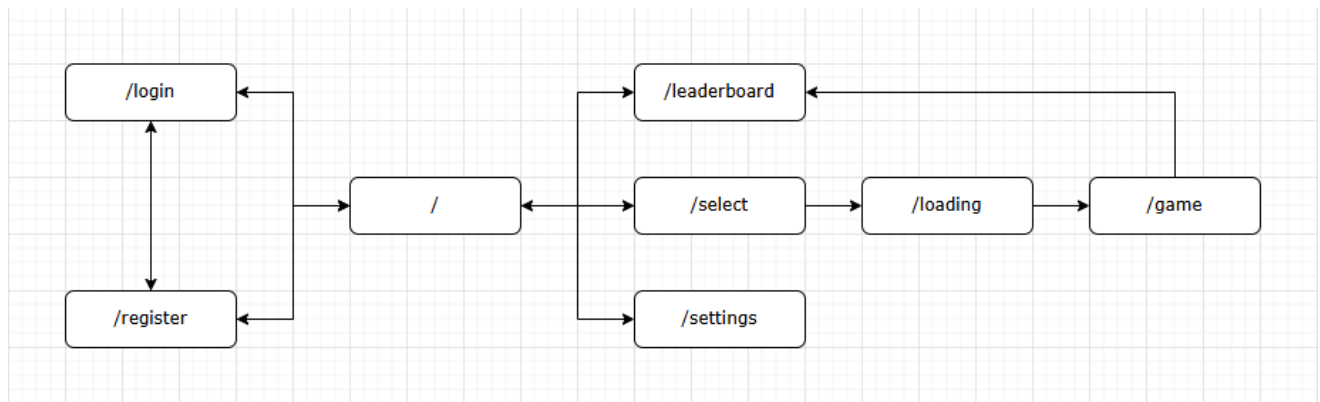 /login
/leaderboard
/
/select
/loading
/game
/register
/settings